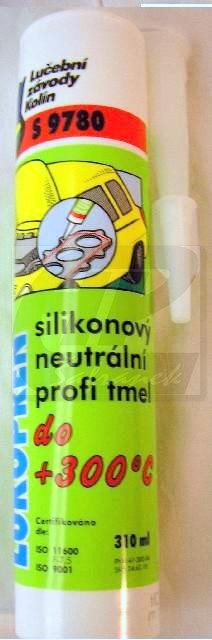 Lučební
závody
Kolín
S 9780
LUKOPREN
silikonový
neutrální
profi tmel
do
+300°C
Certifikováno
dle:
310 ml
ISO 11600
ISO 9001